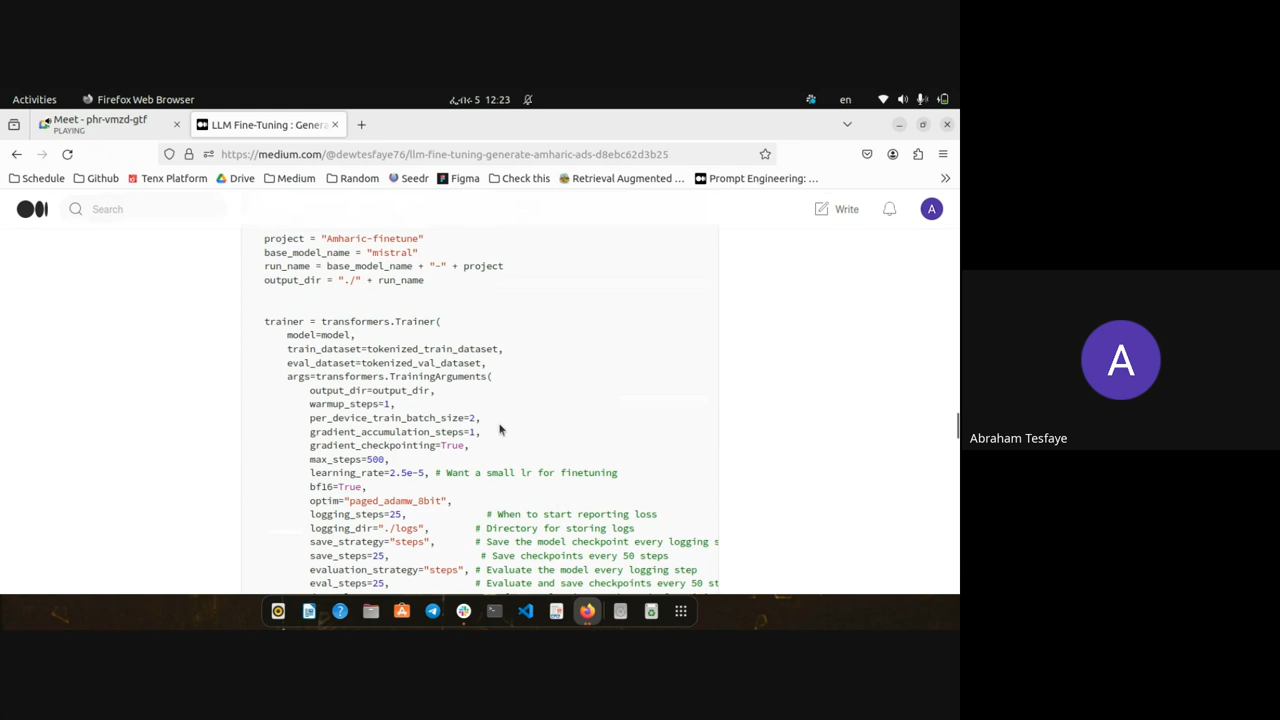 Activities
Firefox Web Browser
12:23
en
Meet - phr-vmzd-gtf
PLAYING
LLM Fine-Tuning : Genera
https://medium.com/@dewtesfaye76/llm-fine-tuning-generate-amharic-ads-d8ebc62d3b25
Schedule
Github
Tenx Platform
Drive
Medium
Random
Seedr
Figma
Check this
Retrieval Augmented ...
Prompt Engineering: ...
Search
Write
A
project = "Amharic-finetune"
base_model_name = "mistral"
run_name = base_model_name + "-" + project
output_dir = "./" + run_name
trainer = transformers.Trainer(
model=model,
train_dataset=tokenized_train_dataset,
eval_dataset=tokenized_val_dataset,
args=transformers.TrainingArguments(
output_dir=output_dir,
warmup_steps=1,
per_device_train_batch_size=2,
gradient_accumulation_steps=1,
gradient_checkpointing=True,
max_steps=500,
learning_rate=2.5e-5, # Want a small lr for finetuning
bf16=True,
optim="paged_adamw_8bit",
logging_steps=25, # When to start reporting loss
logging_dir="./logs", # Directory for storing logs
save_strategy="steps", # Save the model checkpoint every logging s
save_steps=25, # Save checkpoints every 50 steps
evaluation_strategy="steps", # Evaluate the model every logging step
eval_steps=25, # Evaluate and save checkpoints every 50 st
A
Abraham Tesfaye